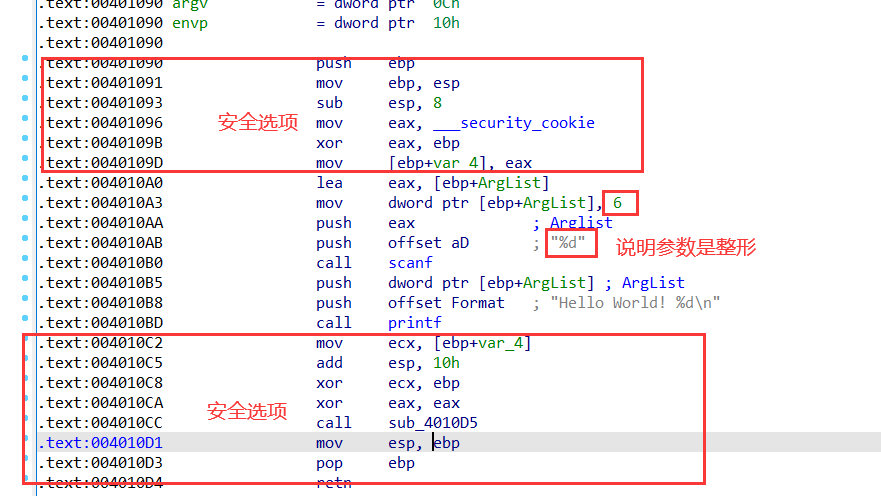 .text:00401090 argv = dword ptr 0Ch
.text:00401090 envp = dword ptr 10h
.text:00401090
.text:00401090 push ebp
.text:00401091 mov ebp, esp
.text:00401093 sub esp, 8
.text:00401096 mov eax, ___security_cookie
.text:0040109B xor eax, ebp
.text:0040109D mov [ebp+var_4], eax
安全选项
.text:004010A0 lea eax, [ebp+ArgList]
.text:004010A3 mov dword ptr [ebp+ArgList], 6
.text:004010AA push eax ; Arglist
.text:004010AB push offset aD ; "%d" 说明参数是整形
.text:004010B0 call scanf
.text:004010B5 push dword ptr [ebp+ArgList] ; ArgList
.text:004010B8 push offset Format ; "Hello World! %d\n"
.text:004010BD call printf
.text:004010C2 mov ecx, [ebp+var_4]
.text:004010C5 add esp, 10h
.text:004010C8 xor ecx, ebp
.text:004010CA xor eax, eax
安全选项
.text:004010CC call sub_4010D5
.text:004010D1 mov esp, ebp
.text:004010D3 pop ebp
.text:004010D4 retn